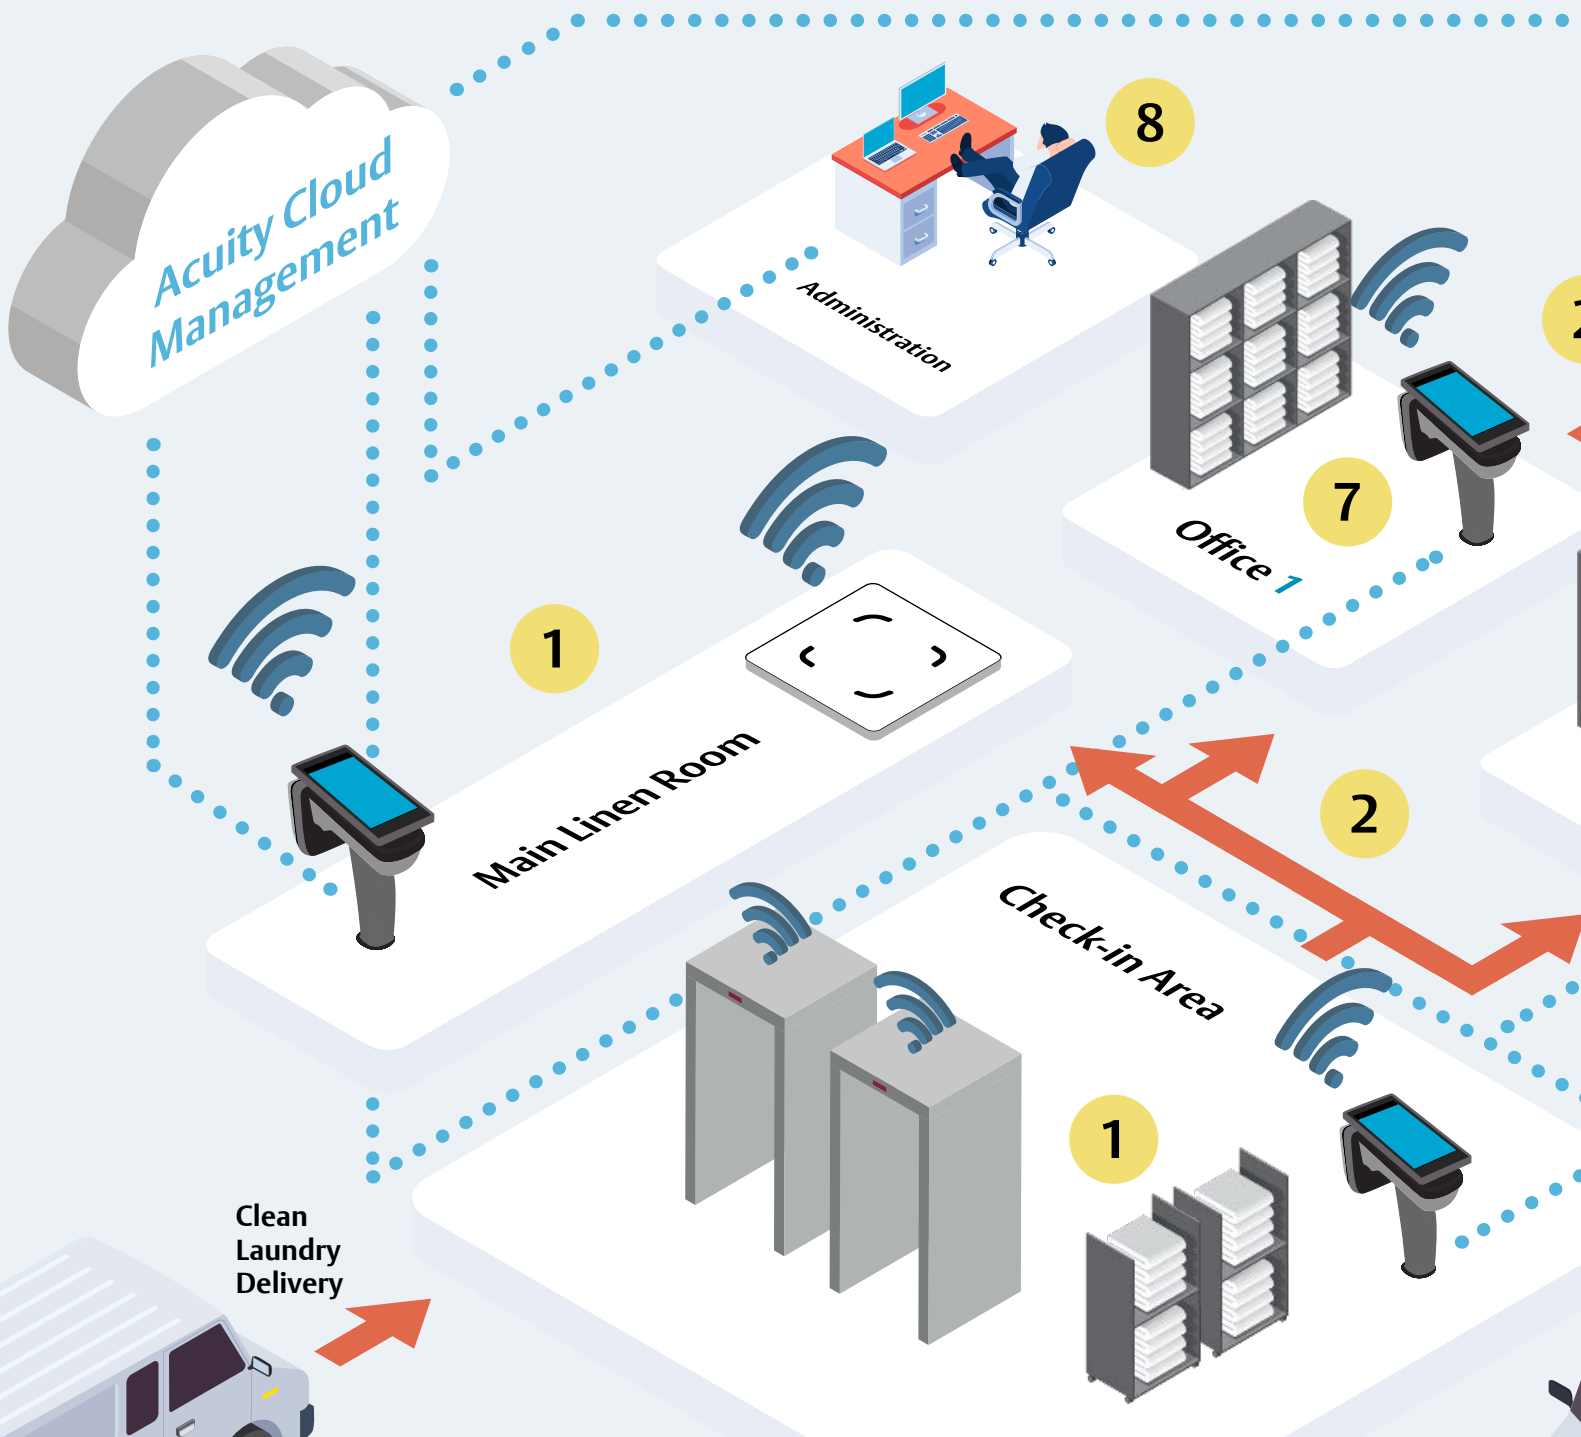 Acuity Cloud
Management
8
Administration
7
Office 1
1
Main Linen Room
2
Check-in Area
1
Clean
Laundry
Delivery